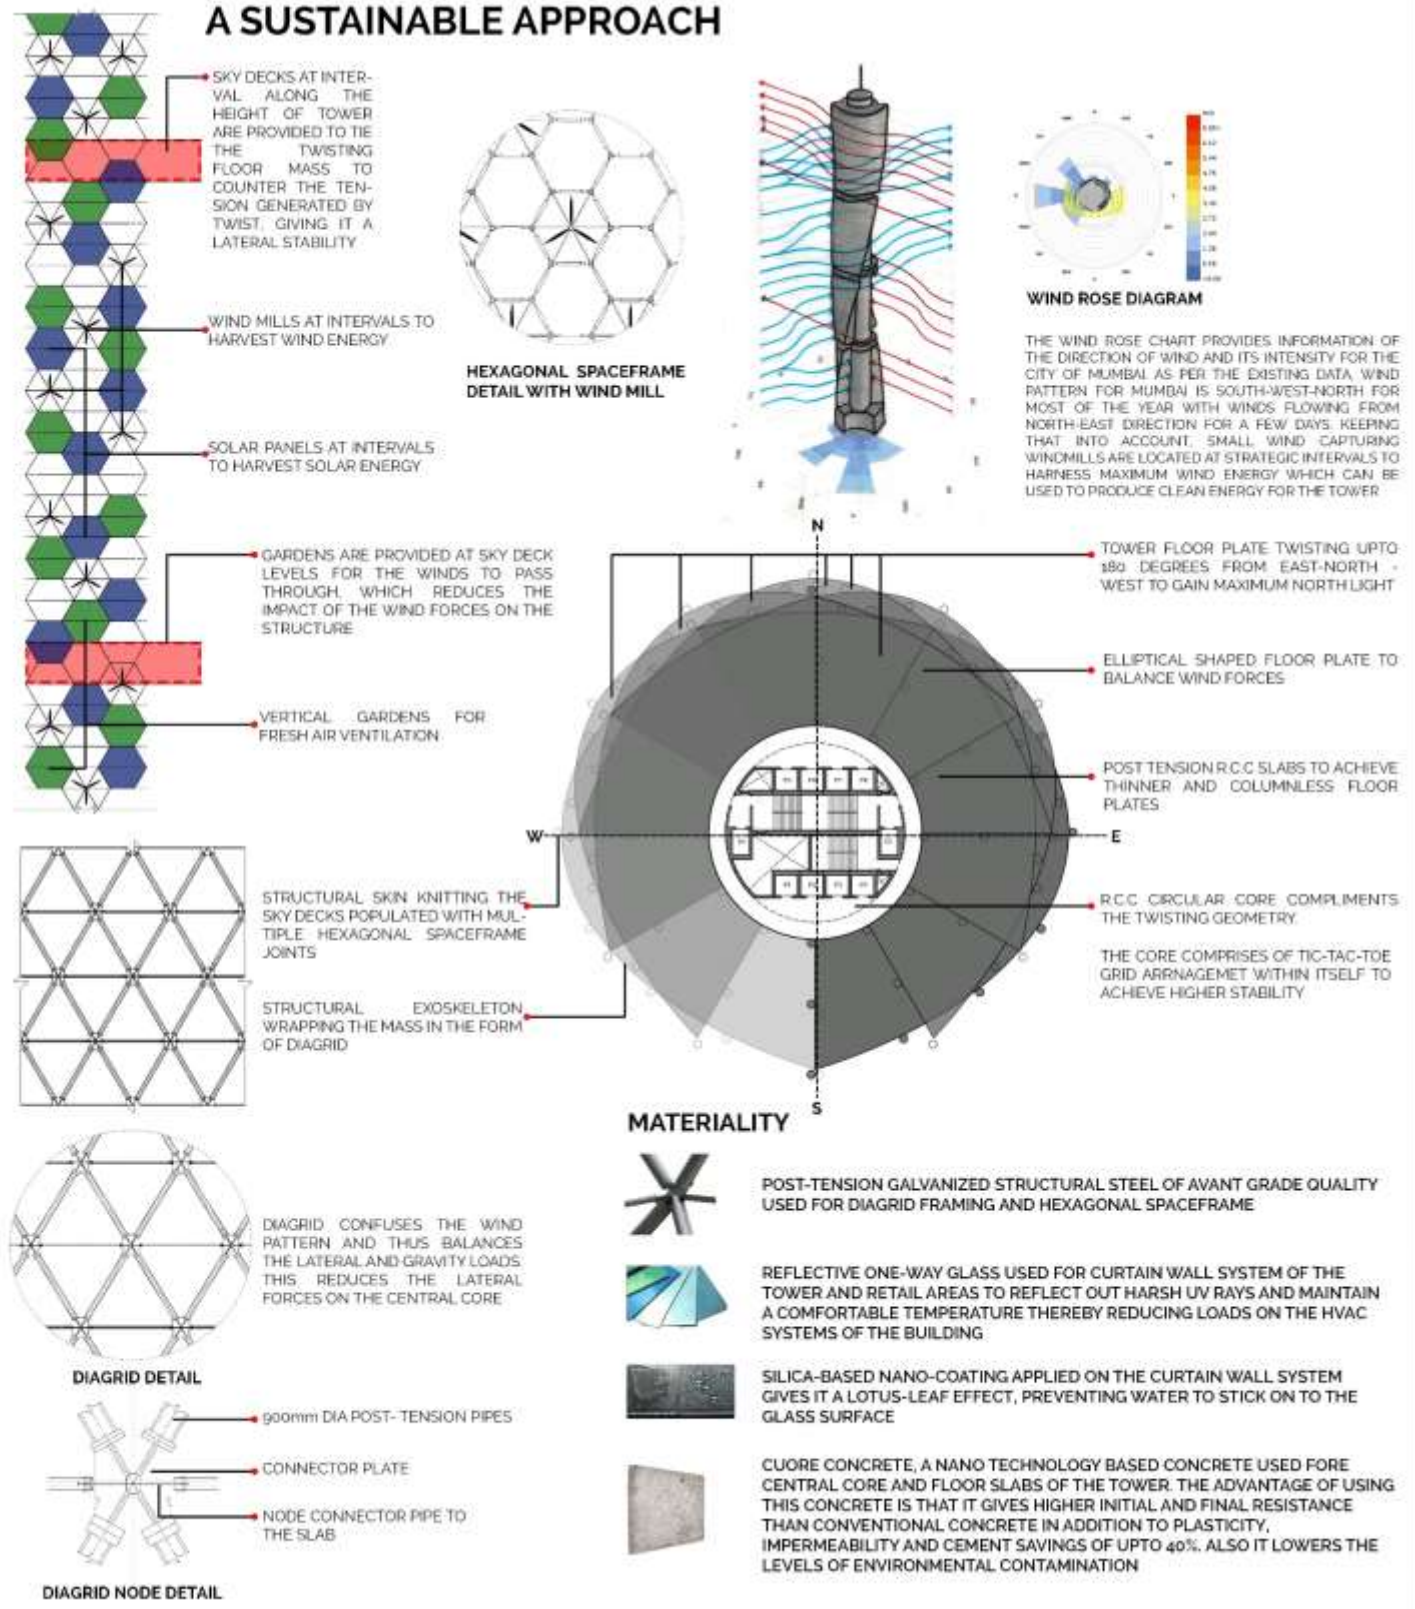 A SUSTAINABLE APPROACH
SKY DECKS AT INTER-
VAL ALONG THE
HEIGHT OF TOWER
ARE PROVIDED TO TIE
THE TWISTING
FLOOR MASS TO
COUNTER THE TEN-
SION GENERATED BY
TWIST, GIVING IT A
LATERAL STABILITY
WIND MILLS AT INTERVALS TO
HARVEST WIND ENERGY
SOLAR PANELS AT INTERVALS
TO HARVEST SOLAR ENERGY
GARDENS ARE PROVIDED AT SKY DECK
LEVELS FOR THE WINDS TO PASS
THROUGH, WHICH REDUCES THE
IMPACT OF THE WIND FORCES ON THE
STRUCTURE
VERTICAL GARDENS FOR
FRESH AIR VENTILATION
HEXAGONAL SPACEFRAME
DETAIL WITH WIND MILL
WIND ROSE DIAGRAM
THE WIND ROSE CHART PROVIDES INFORMATION OF
THE DIRECTION OF WIND AND ITS INTENSITY FOR THE
CITY OF MUMBAI. AS PER THE EXISTING DATA, WIND
PATTERN FOR MUMBAI IS SOUTH-WEST-NORTH FOR
MOST OF THE YEAR WITH WINDS FLOWING FROM
NORTH-EAST DIRECTION FOR A FEW DAYS. KEEPING
THAT INTO ACCOUNT, SMALL WIND CAPTURING
WINDMILLS ARE LOCATED AT STRATEGIC INTERVALS TO
HARNESS MAXIMUM WIND ENERGY WHICH CAN BE
USED TO PRODUCE CLEAN ENERGY FOR THE TOWER
N
W
E
S
TOWER FLOOR PLATE TWISTING UPTO
180 DEGREES FROM EAST-NORTH -
WEST TO GAIN MAXIMUM NORTH LIGHT
ELLIPTICAL SHAPED FLOOR PLATE TO
BALANCE WIND FORCES
POST TENSION R.C.C SLABS TO ACHIEVE
THINNER AND COLUMNLESS FLOOR
PLATES
R.C.C CIRCULAR CORE COMPLIMENTS
THE TWISTING GEOMETRY.
THE CORE COMPRISES OF TIC-TAC-TOE
GRID ARRNAGEMET WITHIN ITSELF TO
ACHIEVE HIGHER STABILITY
STRUCTURAL SKIN KNITTING THE
SKY DECKS POPULATED WITH MUL-
TIPLE HEXAGONAL SPACEFRAME
JOINTS
STRUCTURAL EXOSKELETON
WRAPPING THE MASS IN THE FORM
OF DIAGRID
DIAGRID CONFUSES THE WIND
PATTERN AND THUS BALANCES
THE LATERAL AND GRAVITY LOADS.
THIS REDUCES THE LATERAL
FORCES ON THE CENTRAL CORE
DIAGRID DETAIL
900mm DIA POST- TENSION PIPES
CONNECTOR PLATE
NODE CONNECTOR PIPE TO
THE SLAB
DIAGRID NODE DETAIL
MATERIALITY
POST-TENSION GALVANIZED STRUCTURAL STEEL OF AVANT GRADE QUALITY
USED FOR DIAGRID FRAMING AND HEXAGONAL SPACEFRAME
REFLECTIVE ONE-WAY GLASS USED FOR CURTAIN WALL SYSTEM OF THE
TOWER AND RETAIL AREAS TO REFLECT OUT HARSH UV RAYS AND MAINTAIN
A COMFORTABLE TEMPERATURE THEREBY REDUCING LOADS ON THE HVAC
SYSTEMS OF THE BUILDING
SILICA-BASED NANO-COATING APPLIED ON THE CURTAIN WALL SYSTEM
GIVES IT A LOTUS-LEAF EFFECT, PREVENTING WATER TO STICK ON TO THE
GLASS SURFACE
CUORE CONCRETE, A NANO TECHNOLOGY BASED CONCRETE USED FORE
CENTRAL CORE AND FLOOR SLABS OF THE TOWER. THE ADVANTAGE OF USING
THIS CONCRETE IS THAT IT GIVES HIGHER INITIAL AND FINAL RESISTANCE
THAN CONVENTIONAL CONCRETE IN ADDITION TO PLASTICITY,
IMPERMEABILITY AND CEMENT SAVINGS OF UPTO 40%. ALSO IT LOWERS THE
LEVELS OF ENVIRONMENTAL CONTAMINATION